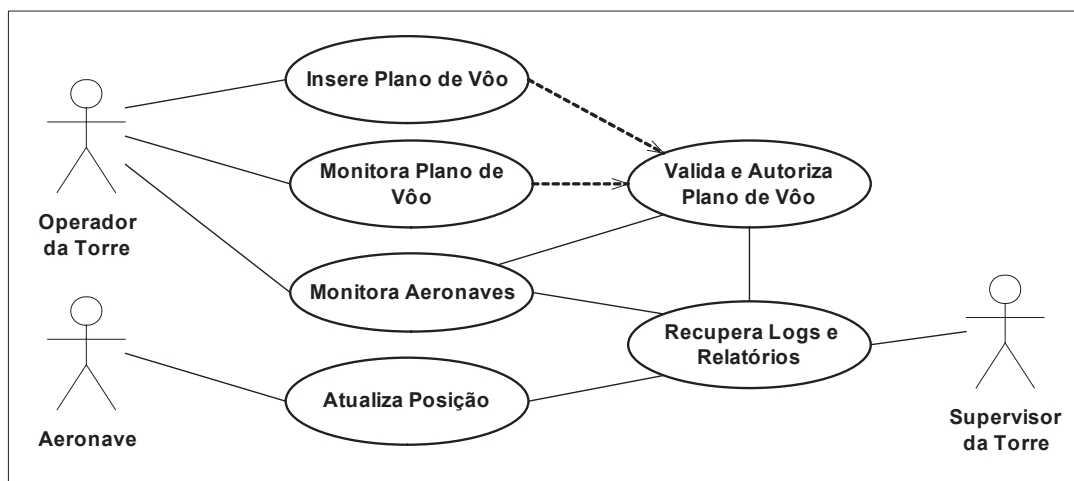 Insere Plano de Vôo
Monitora Plano de
Vôo
Valida e Autoriza
Plano de Vôo
Operador
da Torre
Monitora Aeronaves
Recupera Logs e
Relatórios
Atualiza Posição
Aeronave
Supervisor
da Torre